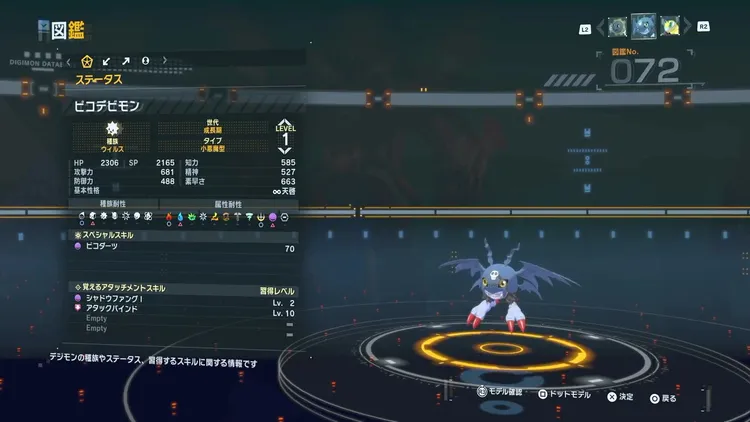 図鑑
DIGIMON DATABA
L2
R2
図鑑No.
072
ステータス
ピコデビモン
種族
ウイルス
世代
成長期
タイプ
小悪魔型
LEVEL
1
HP 2306 SP 2165 知力 585
攻撃力 681 精神 527
防御力 488 素早さ 663
基本性格 天啓
種族耐性 属性耐性
スペシャルスキル
ピコダーツ 70
覚えるアタッチメントスキル 習得レベル
シャドウファングⅠ Lv. 2
アタックバインド Lv. 10
Empty
Empty
デジモンの種族やステータス、習得するスキルに関する情報です
R3 モデル確認 ドットモデル 決定 戻る